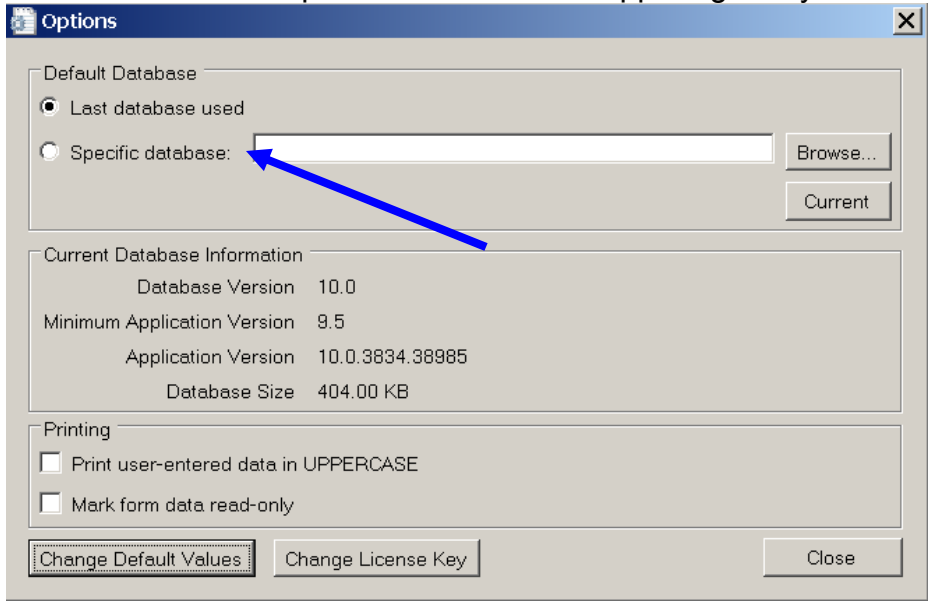 Options
Default Database
Last database used
Specific database:
Browse...
Current
Current Database Information
Database Version 10.0
Minimum Application Version 9.5
Application Version 10.0.3834.38985
Database Size 404.00 KB
Printing
Print user-entered data in UPPERCASE
Mark form data read-only
Change Default Values Change License Key Close